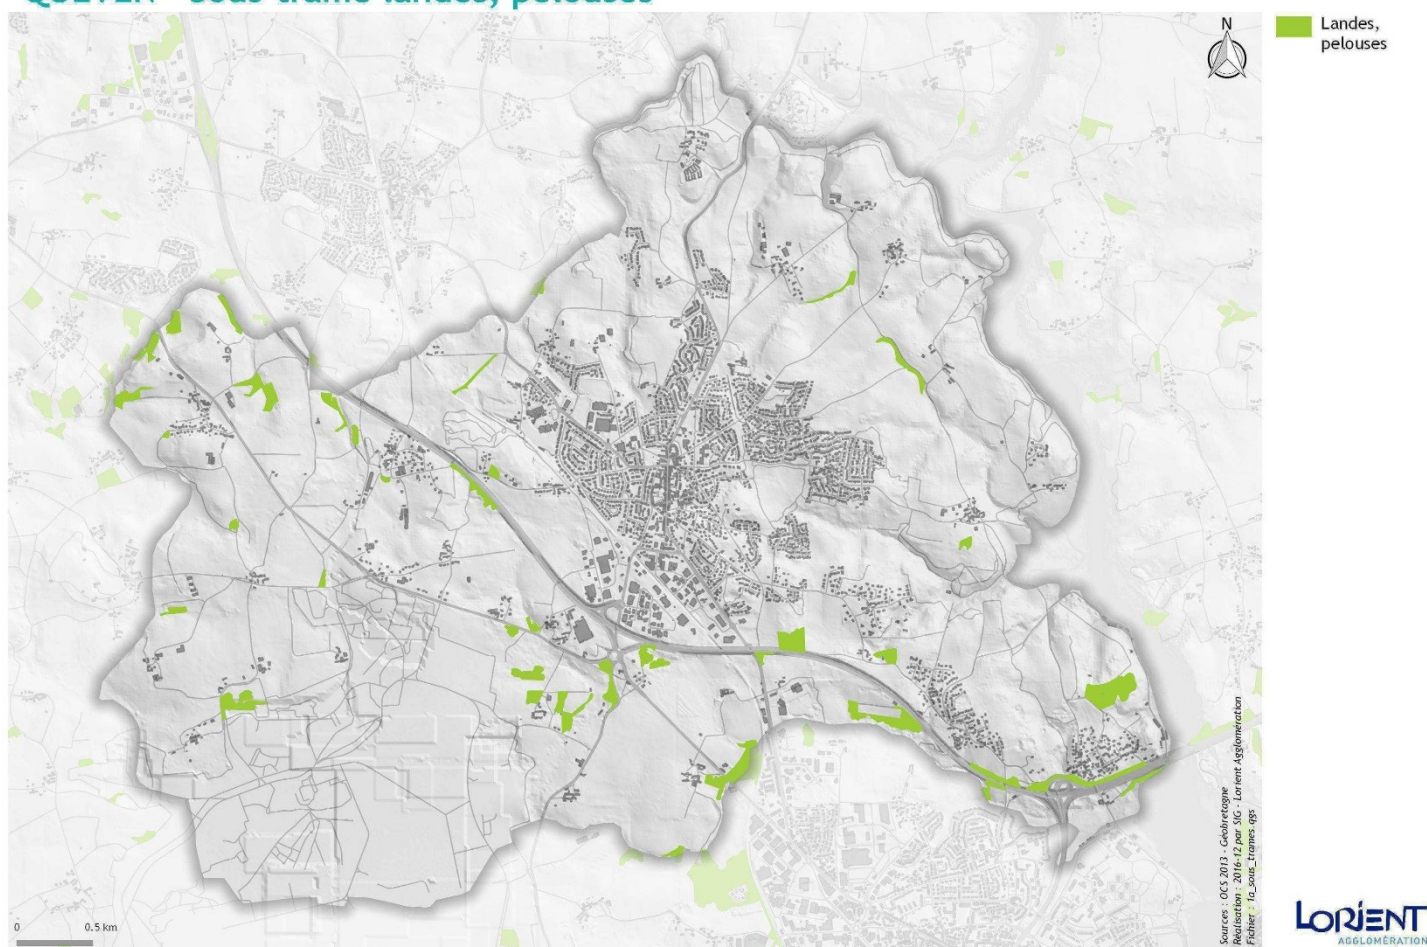 QUEVEN - Sous-trame landes, pelouses
N
Landes,
pelouses
Sources : OCS 2013 - Géobretagne
Réalisation : 2016-12 par SIG - Lorient Agglomération
Fichier : 1a_sous_trames.qgs
0 0.5 km
LORIENT
AGGLOMÉRATION